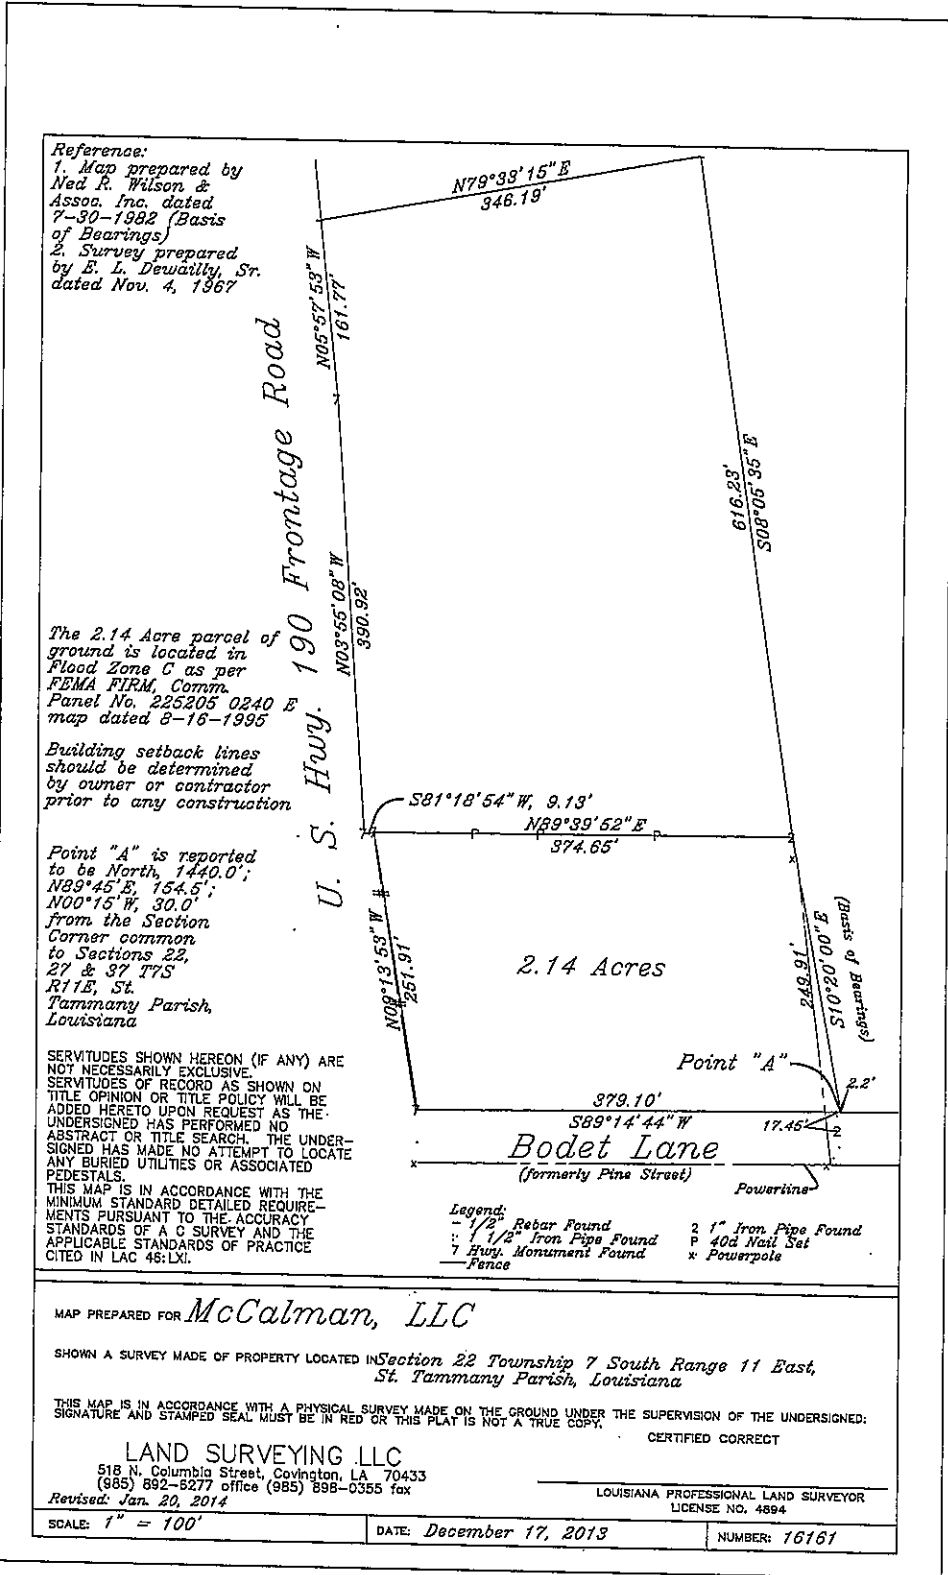 Reference:
1. Map prepared by
Ned R. Wilson &
Assoc. Inc. dated
7-30-1982 (Basis
of Bearings)
2. Survey prepared
by E. L. Dewailly, Sr.
dated Nov. 4, 1967
N79°33'15"E
346.19'
N05°57'53"W
161.77'
U. S. Hwy. 190 Frontage Road
N03°55'08"W
390.92'
616.23'
S08°05'35"E
The 2.14 Acre parcel of
ground is located in
Flood Zone C as per
FEMA FIRM, Comm.
Panel No. 225205 0240 E
map dated 8-16-1995
Building setback lines
should be determined
by owner or contractor
prior to any construction
S81°18'54"W, 9.13'
N89°39'52"E
374.65'
Point "A" is reported
to be North, 1440.0';
N89°45'E, 154.5';
N00°15'W, 30.0'
from the Section
Corner common
to Sections 22,
27 & 37 T7S
R11E, St.
Tammany Parish,
Louisiana
N09°13'53"W
251.91'
2.14 Acres
249.91'
S10°20'00"E
(Basis of Bearings)
Point "A"
2.2'
379.10'
S89°14'44"W
17.45'
2
Bodet Lane
(formerly Pine Street)
Powerline
SERVITUDES SHOWN HEREON (IF ANY) ARE
NOT NECESSARILY EXCLUSIVE.
SERVITUDES OF RECORD AS SHOWN ON
TITLE OPINION OR TITLE POLICY WILL BE
ADDED HERETO UPON REQUEST AS THE
UNDERSIGNED HAS PERFORMED NO
ABSTRACT OR TITLE SEARCH. THE UNDER-
SIGNED HAS MADE NO ATTEMPT TO LOCATE
ANY BURIED UTILITIES OR ASSOCIATED
PEDESTALS.
THIS MAP IS IN ACCORDANCE WITH THE
MINIMUM STANDARD DETAILED REQUIRE-
MENTS PURSUANT TO THE ACCURACY
STANDARDS OF A C SURVEY AND THE
APPLICABLE STANDARDS OF PRACTICE
CITED IN LAC 46:LXI.
Legend:
- 1/2" Rebar Found
:: 1 1/2" Iron Pipe Found
7 Hwy. Monument Found
Fence
2 1" Iron Pipe Found
P 40d Nail Set
x Powerpole
MAP PREPARED FOR McCalman, LLC
SHOWN A SURVEY MADE OF PROPERTY LOCATED IN Section 22 Township 7 South Range 11 East,
St. Tammany Parish, Louisiana
THIS MAP IS IN ACCORDANCE WITH A PHYSICAL SURVEY MADE ON THE GROUND UNDER THE SUPERVISION OF THE UNDERSIGNED:
SIGNATURE AND STAMPED SEAL MUST BE IN RED OR THIS PLAT IS NOT A TRUE COPY.
CERTIFIED CORRECT
LAND SURVEYING LLC
518 N. Columbia Street, Covington, LA 70433
(985) 892-6277 office (985) 898-0355 fax
LOUISIANA PROFESSIONAL LAND SURVEYOR
LICENSE NO. 4894
Revised: Jan. 20, 2014
SCALE: 1" = 100'
DATE: December 17, 2013
NUMBER: 16161